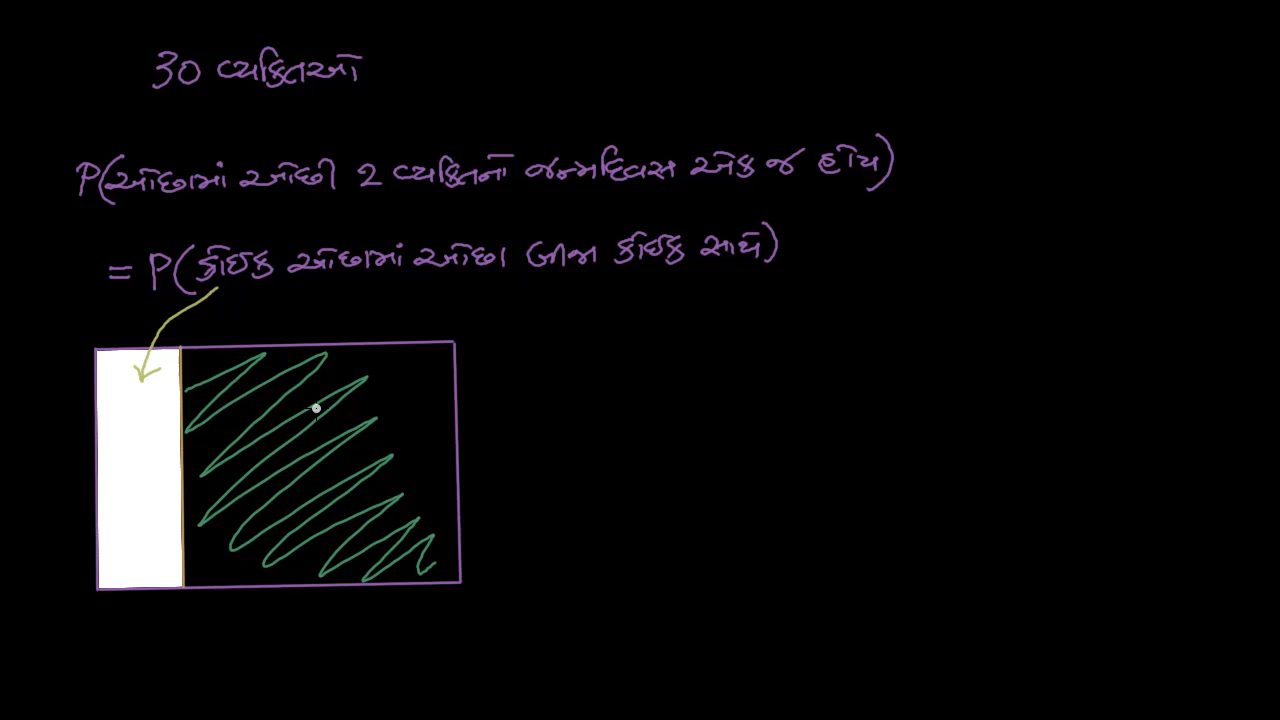 30 વ્યક્તિઓ
P(ઓછામાં ઓછી 2 વ્યક્તિનો જન્મદિવસ એક જ હોય)
= P(કોઈક ઓછામાં ઓછા બીજા કોઈક સાથે)